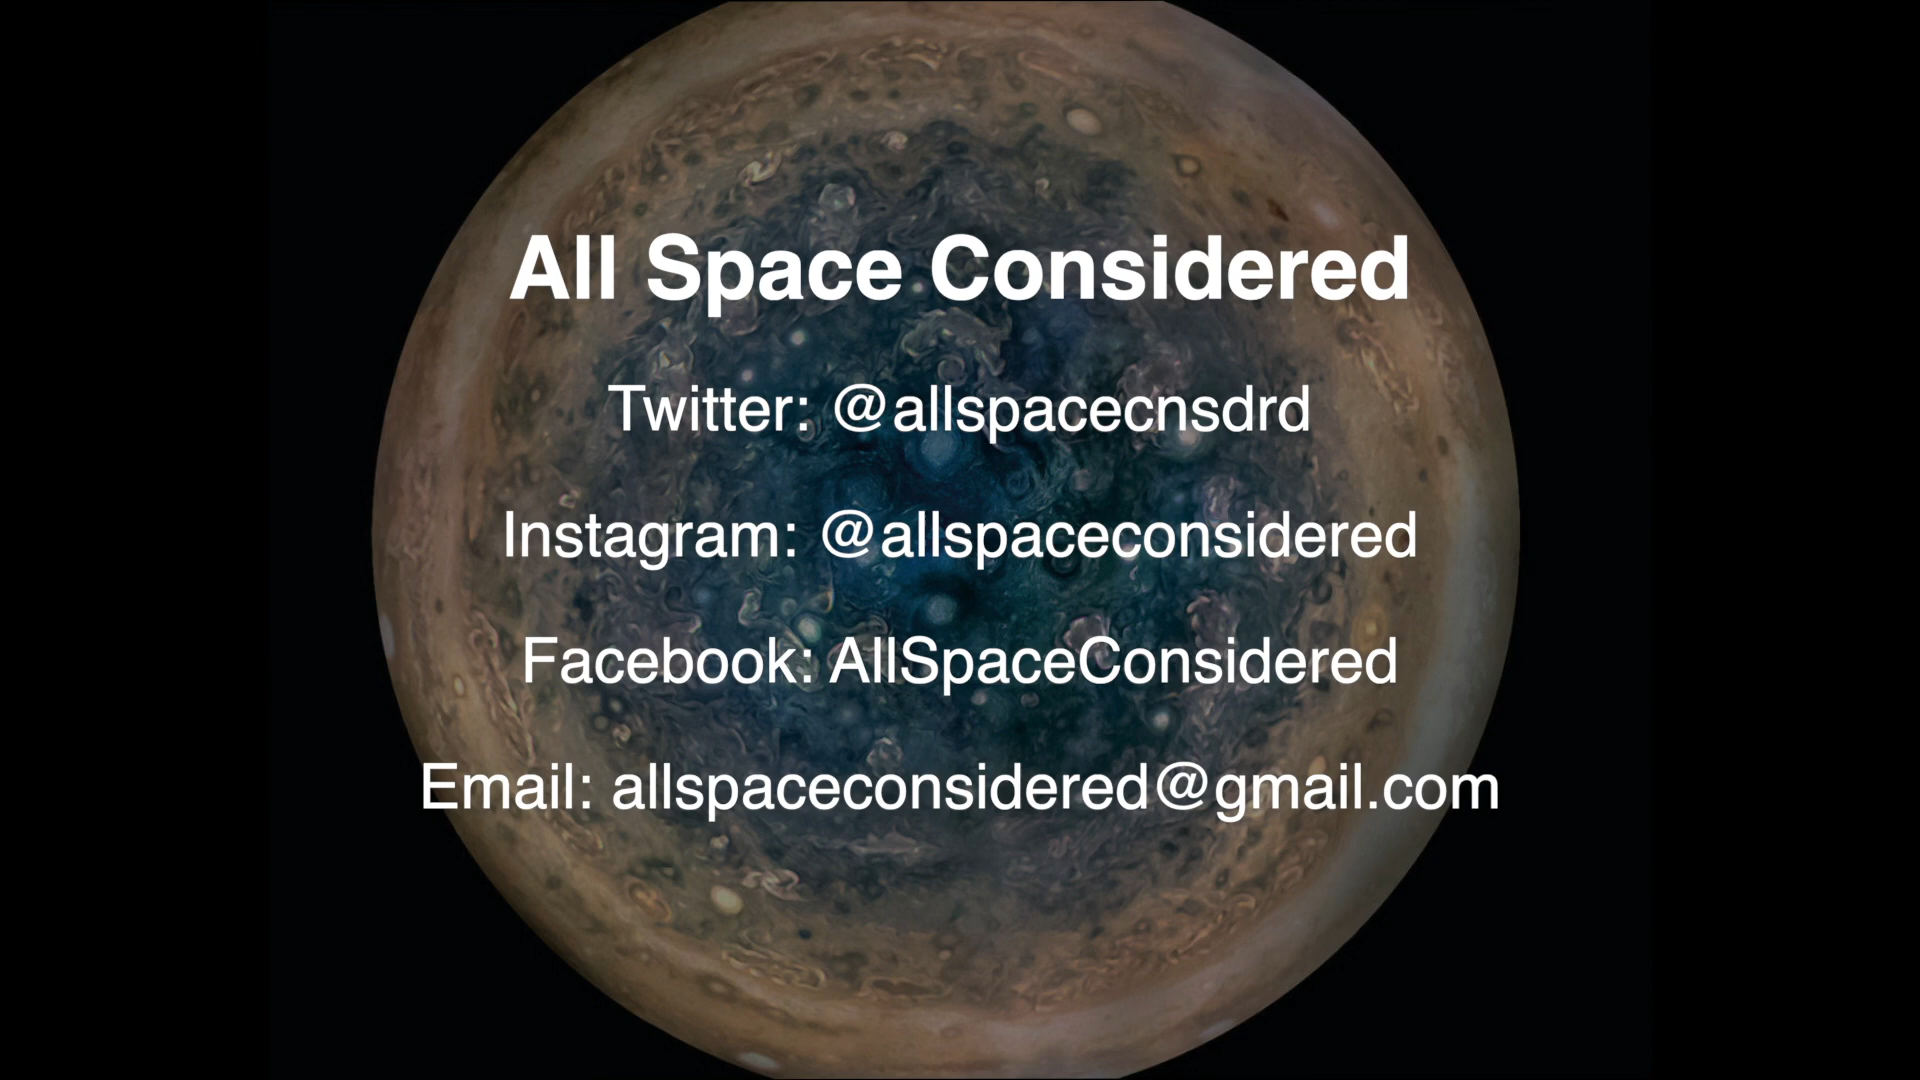 All Space Considered
Twitter: @allspacecnsdrd
Instagram: @allspaceconsidered
Facebook: AllSpaceConsidered
Email: allspaceconsidered@gmail.com